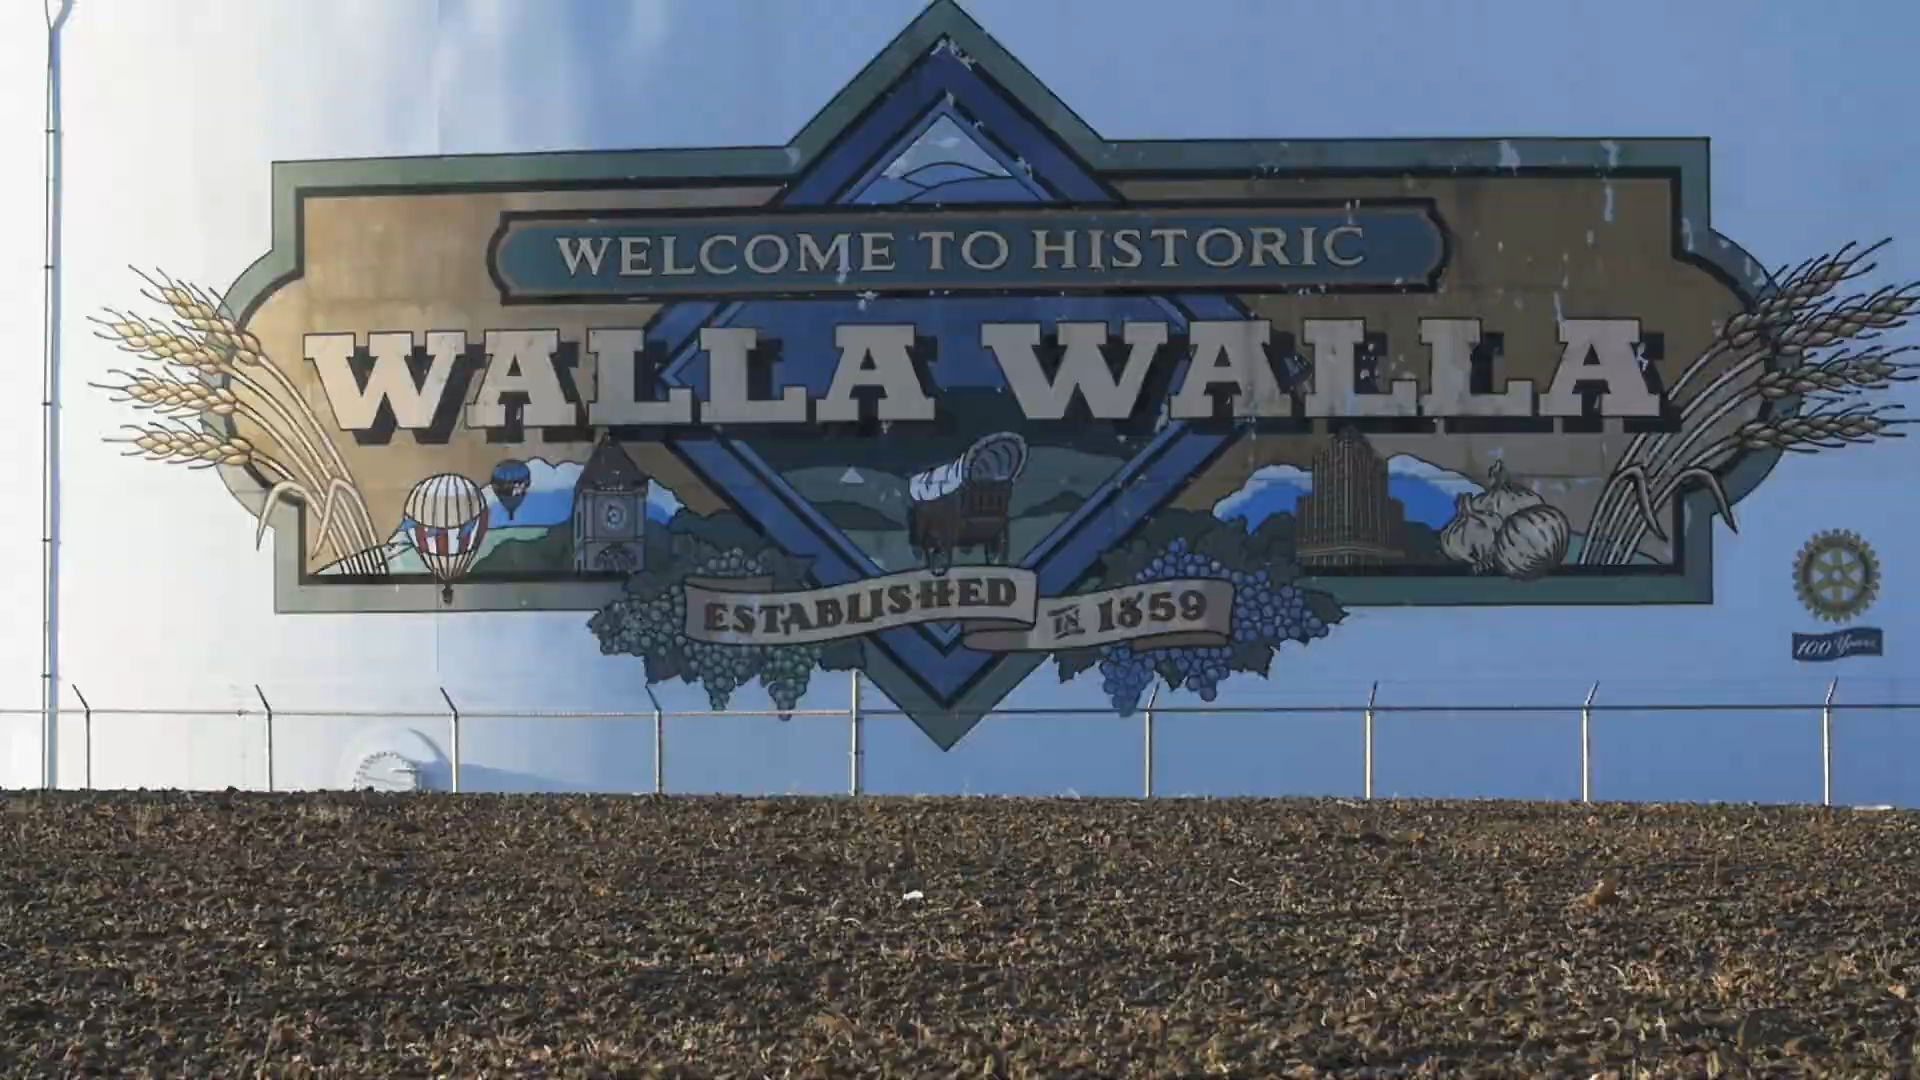 WELCOME TO HISTORIC
WALLA WALLA
ESTABLISHED IN 1859
100 Years